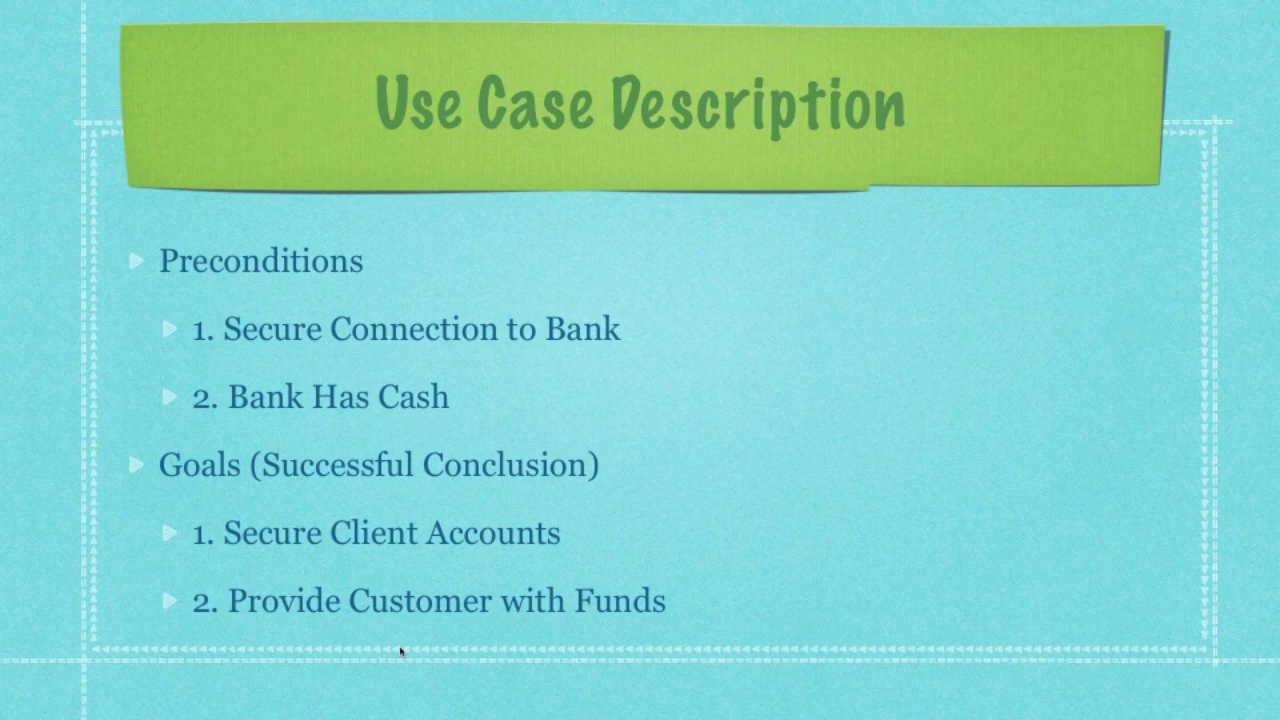 Use Case Description
Preconditions
1. Secure Connection to Bank
2. Bank Has Cash
Goals (Successful Conclusion)
1. Secure Client Accounts
2. Provide Customer with Funds